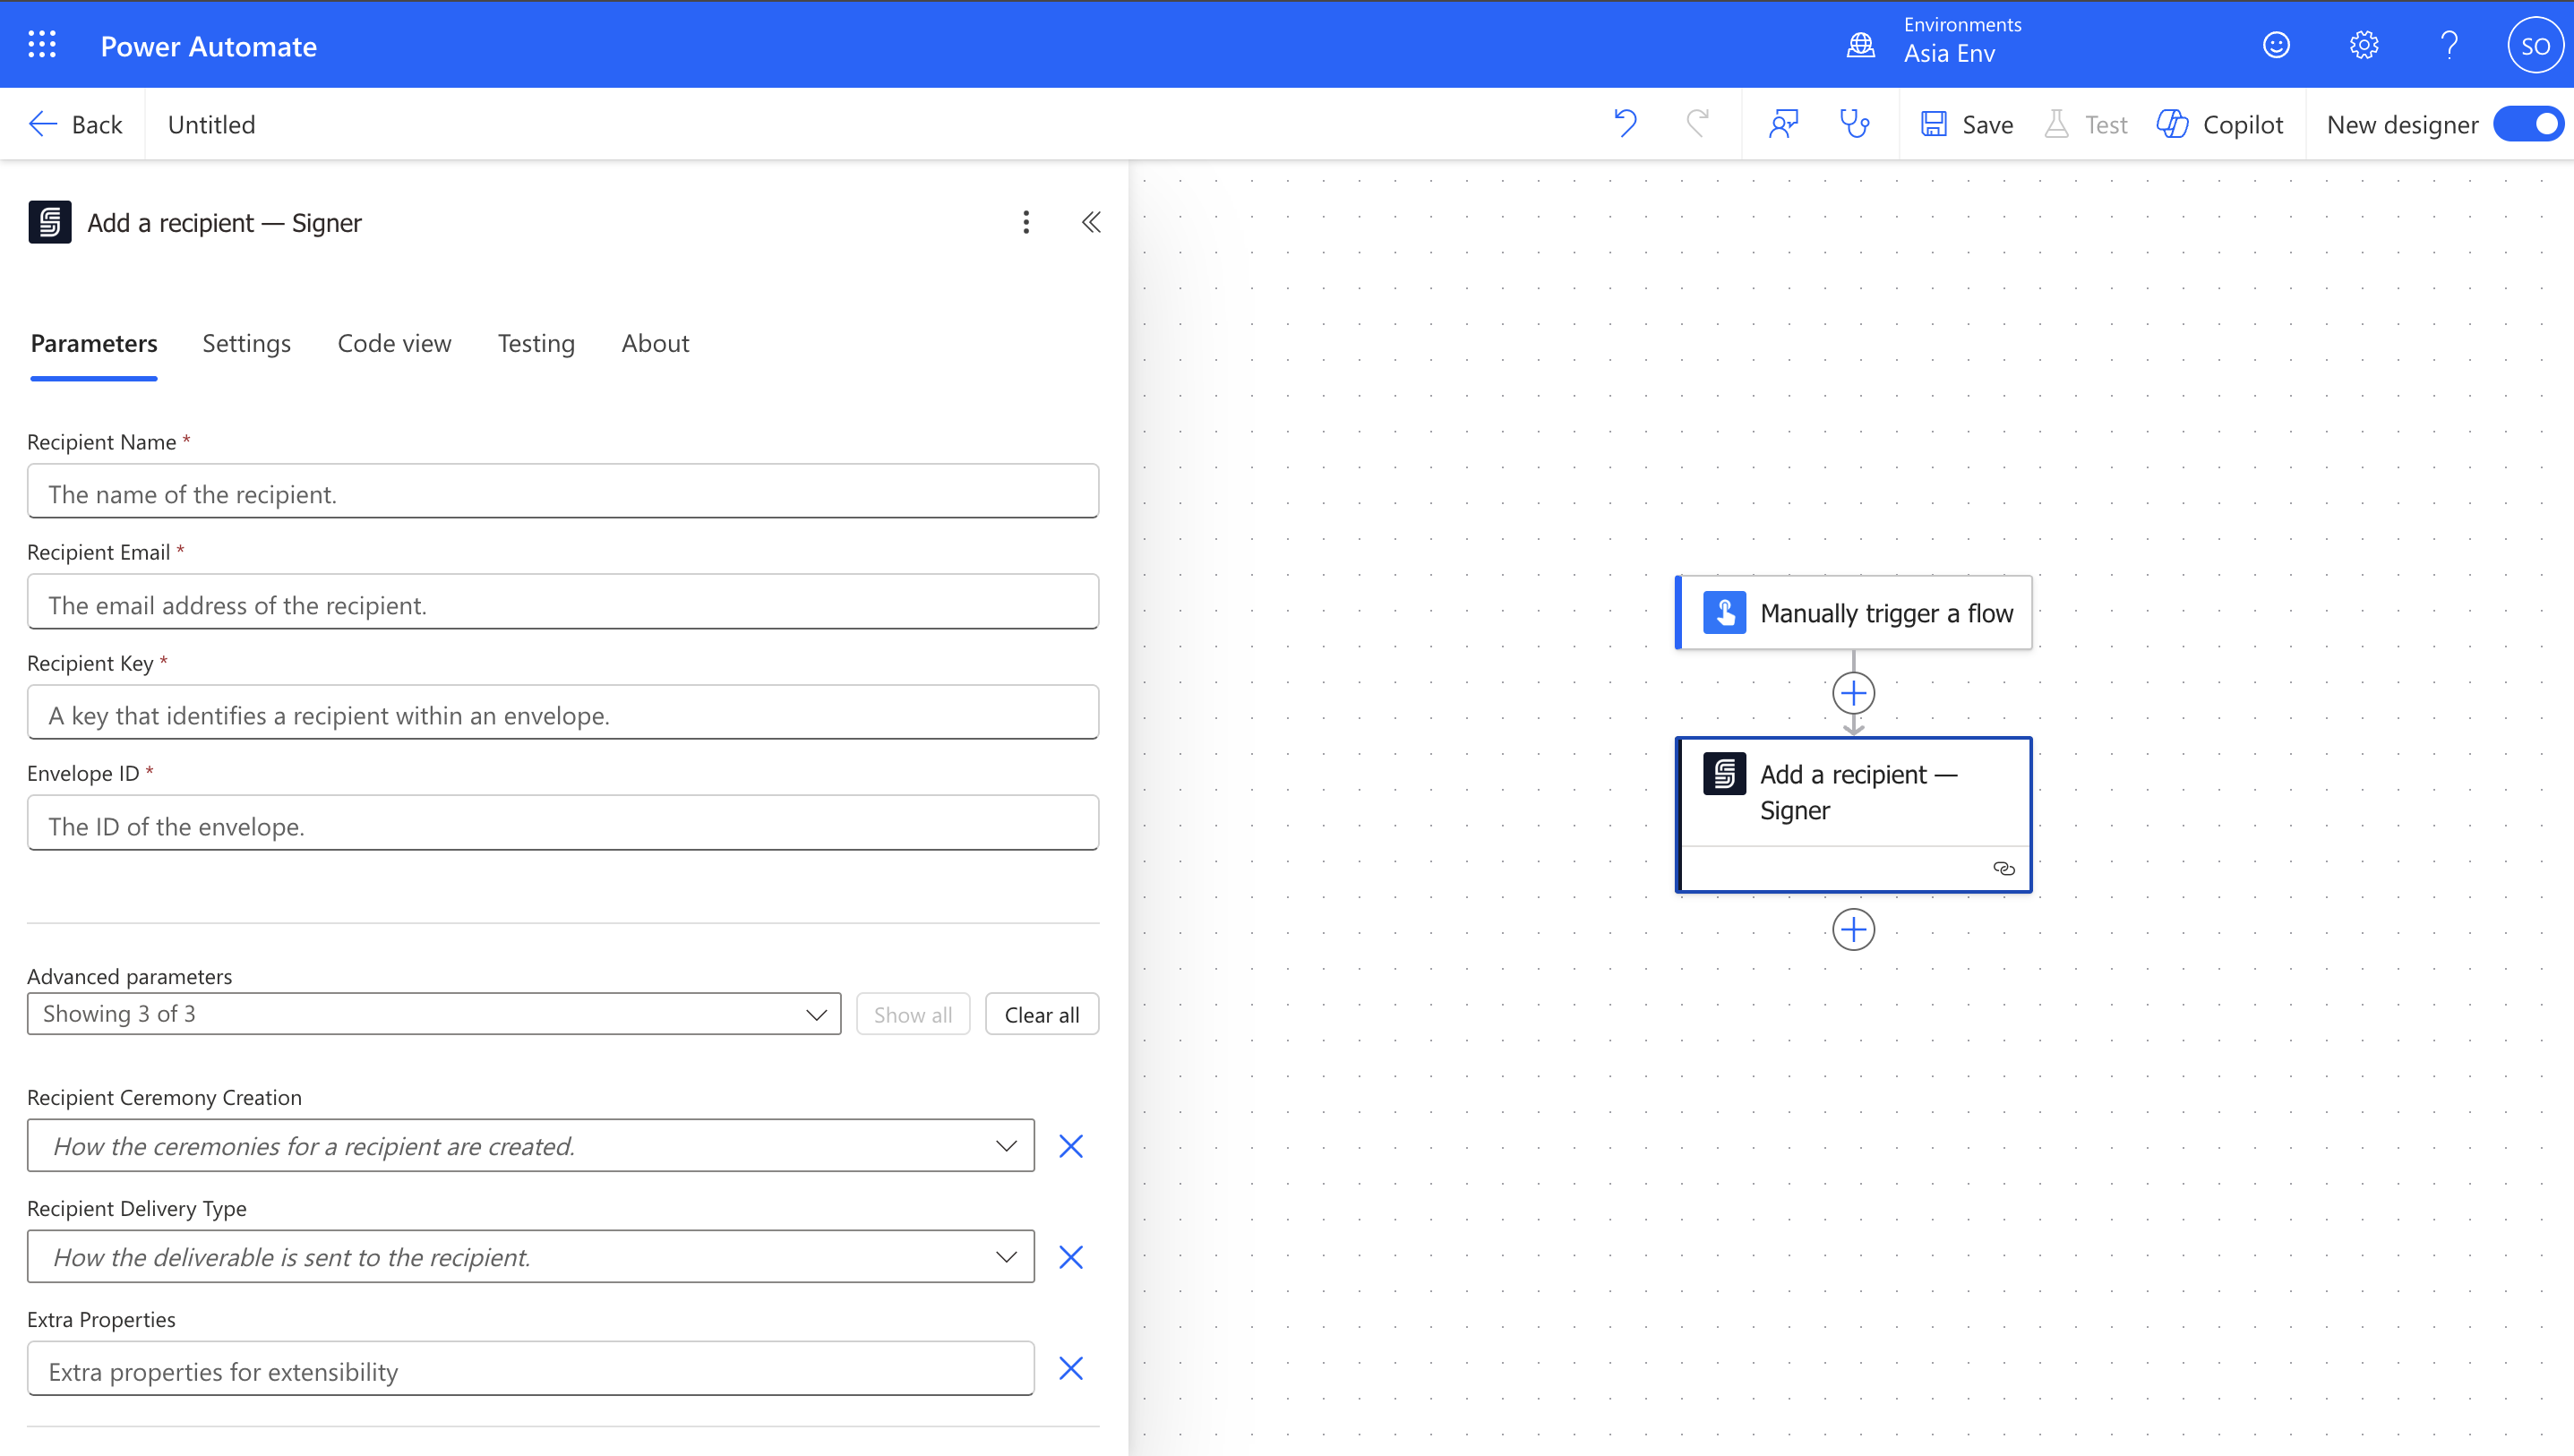 Power Automate
Environments
Asia Env
SO
Back
Untitled
Save
Test
Copilot
New designer
Add a recipient — Signer
Parameters
Settings
Code view
Testing
About
Recipient Name *
The name of the recipient.
Recipient Email *
The email address of the recipient.
Recipient Key *
A key that identifies a recipient within an envelope.
Envelope ID *
The ID of the envelope.
Advanced parameters
Showing 3 of 3
Show all
Clear all
Recipient Ceremony Creation
How the ceremonies for a recipient are created.
Recipient Delivery Type
How the deliverable is sent to the recipient.
Extra Properties
Extra properties for extensibility
Manually trigger a flow
Add a recipient —
Signer